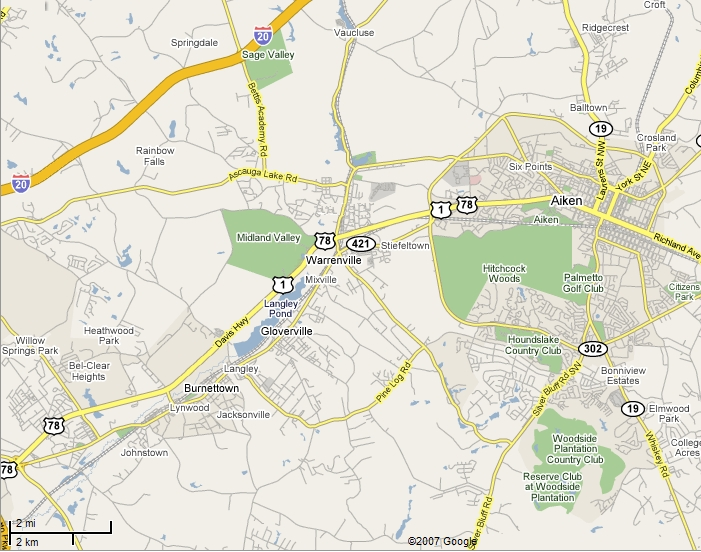 Croft
Ridgecrest
Vaucluse
Springdale
20
Sage Valley
Columbi
Bettis Academy Rd
Balltown
19
Crosland
Park
Rainbow
Falls
Six Points
Laurens St NW
York St NE
Ascauga Lake Rd
20
Aiken
1
78
Aiken
Midland Valley
78
421
Stiefeltown
Richland Ave
Warrenville
Hitchcock
Woods
Mixville
1
Palmetto
Golf Club
Citizens
Park
Langley
Pond
Davis Hwy
Gloverville
Heathwood
Park
Willow
Springs Park
Houndslake
Country Club
302
Bel-Clear
Heights
Langley
Pine Log Rd
Silver Bluff Rd SW
Bonniview
Estates
Burnettown
Lynwood
Jacksonville
19
Elmwood
Park
78
Whiskey Rd
College
Acres
Woodside
Plantation
Country Club
Johnstown
78
Reserve Club
at Woodside
Plantation
Silver Bluff Rd
2 mi
2 km
©2007 Google